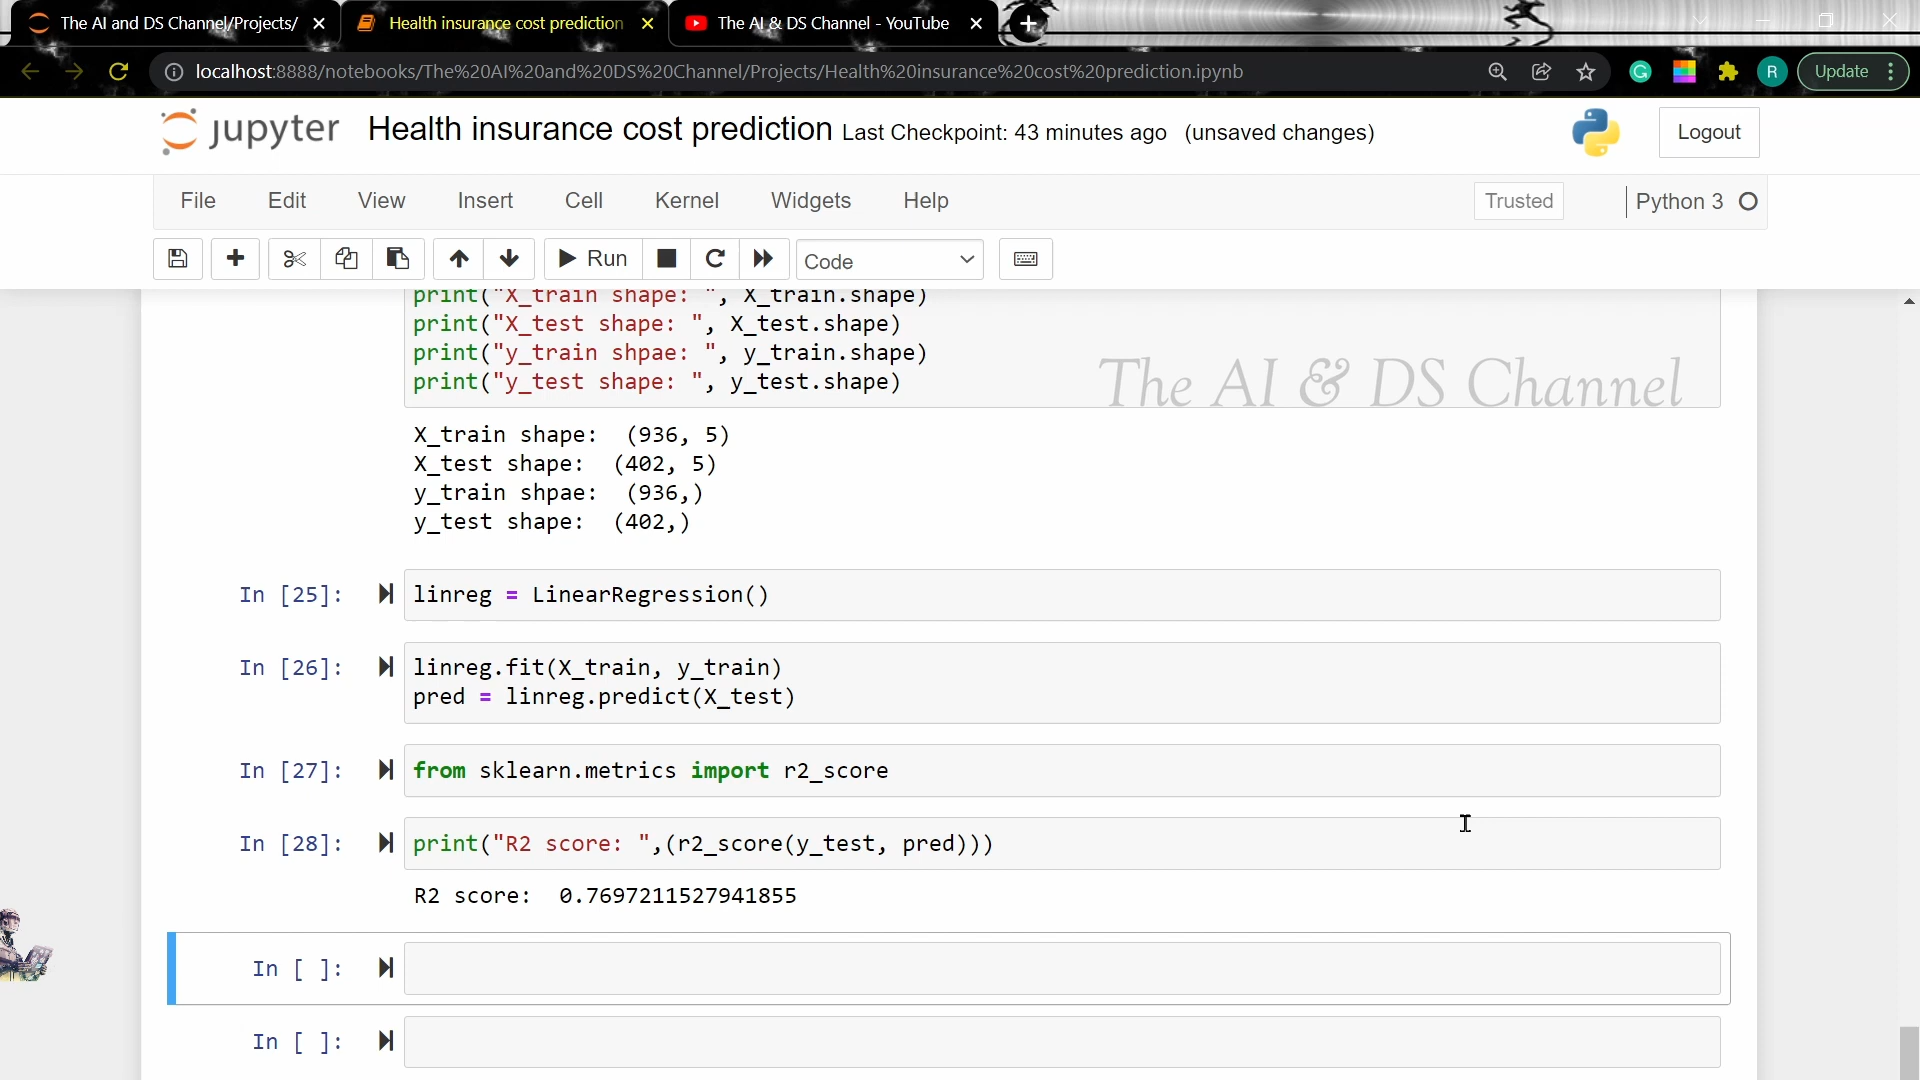 The AI and DS Channel/Projects/
Health insurance cost prediction
The AI & DS Channel - YouTube
localhost:8888/notebooks/The%20AI%20and%20DS%20Channel/Projects/Health%20insurance%20cost%20prediction.ipynb
R
Update
jupyter
Health insurance cost prediction Last Checkpoint: 43 minutes ago (unsaved changes)
Logout
File Edit View Insert Cell Kernel Widgets Help
Trusted
Python 3
Run
Code
print("X_train shape: ", X_train.shape)
print("X_test shape: ", X_test.shape)
print("y_train shpae: ", y_train.shape)
print("y_test shape: ", y_test.shape)
The AI & DS Channel
X_train shape:  (936, 5)
X_test shape:  (402, 5)
y_train shpae:  (936,)
y_test shape:  (402,)
In [25]: linreg = LinearRegression()
In [26]: linreg.fit(X_train, y_train)
pred = linreg.predict(X_test)
In [27]: from sklearn.metrics import r2_score
In [28]: print("R2 score: ",(r2_score(y_test, pred)))
R2 score:  0.7697211527941855
In [ ]:
In [ ]: